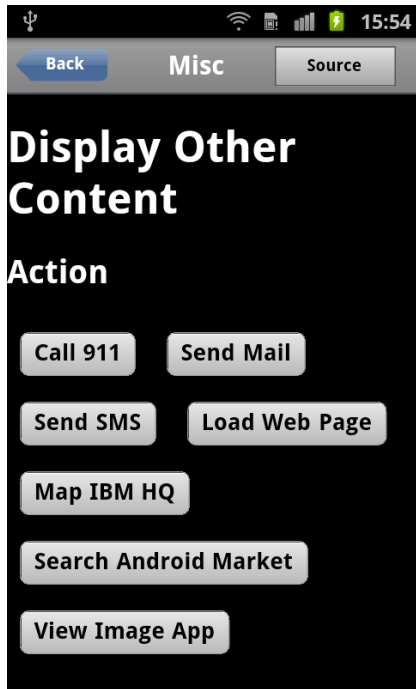 15:54
Back Misc Source
Display Other
Content
Action
Call 911 Send Mail
Send SMS Load Web Page
Map IBM HQ
Search Android Market
View Image App